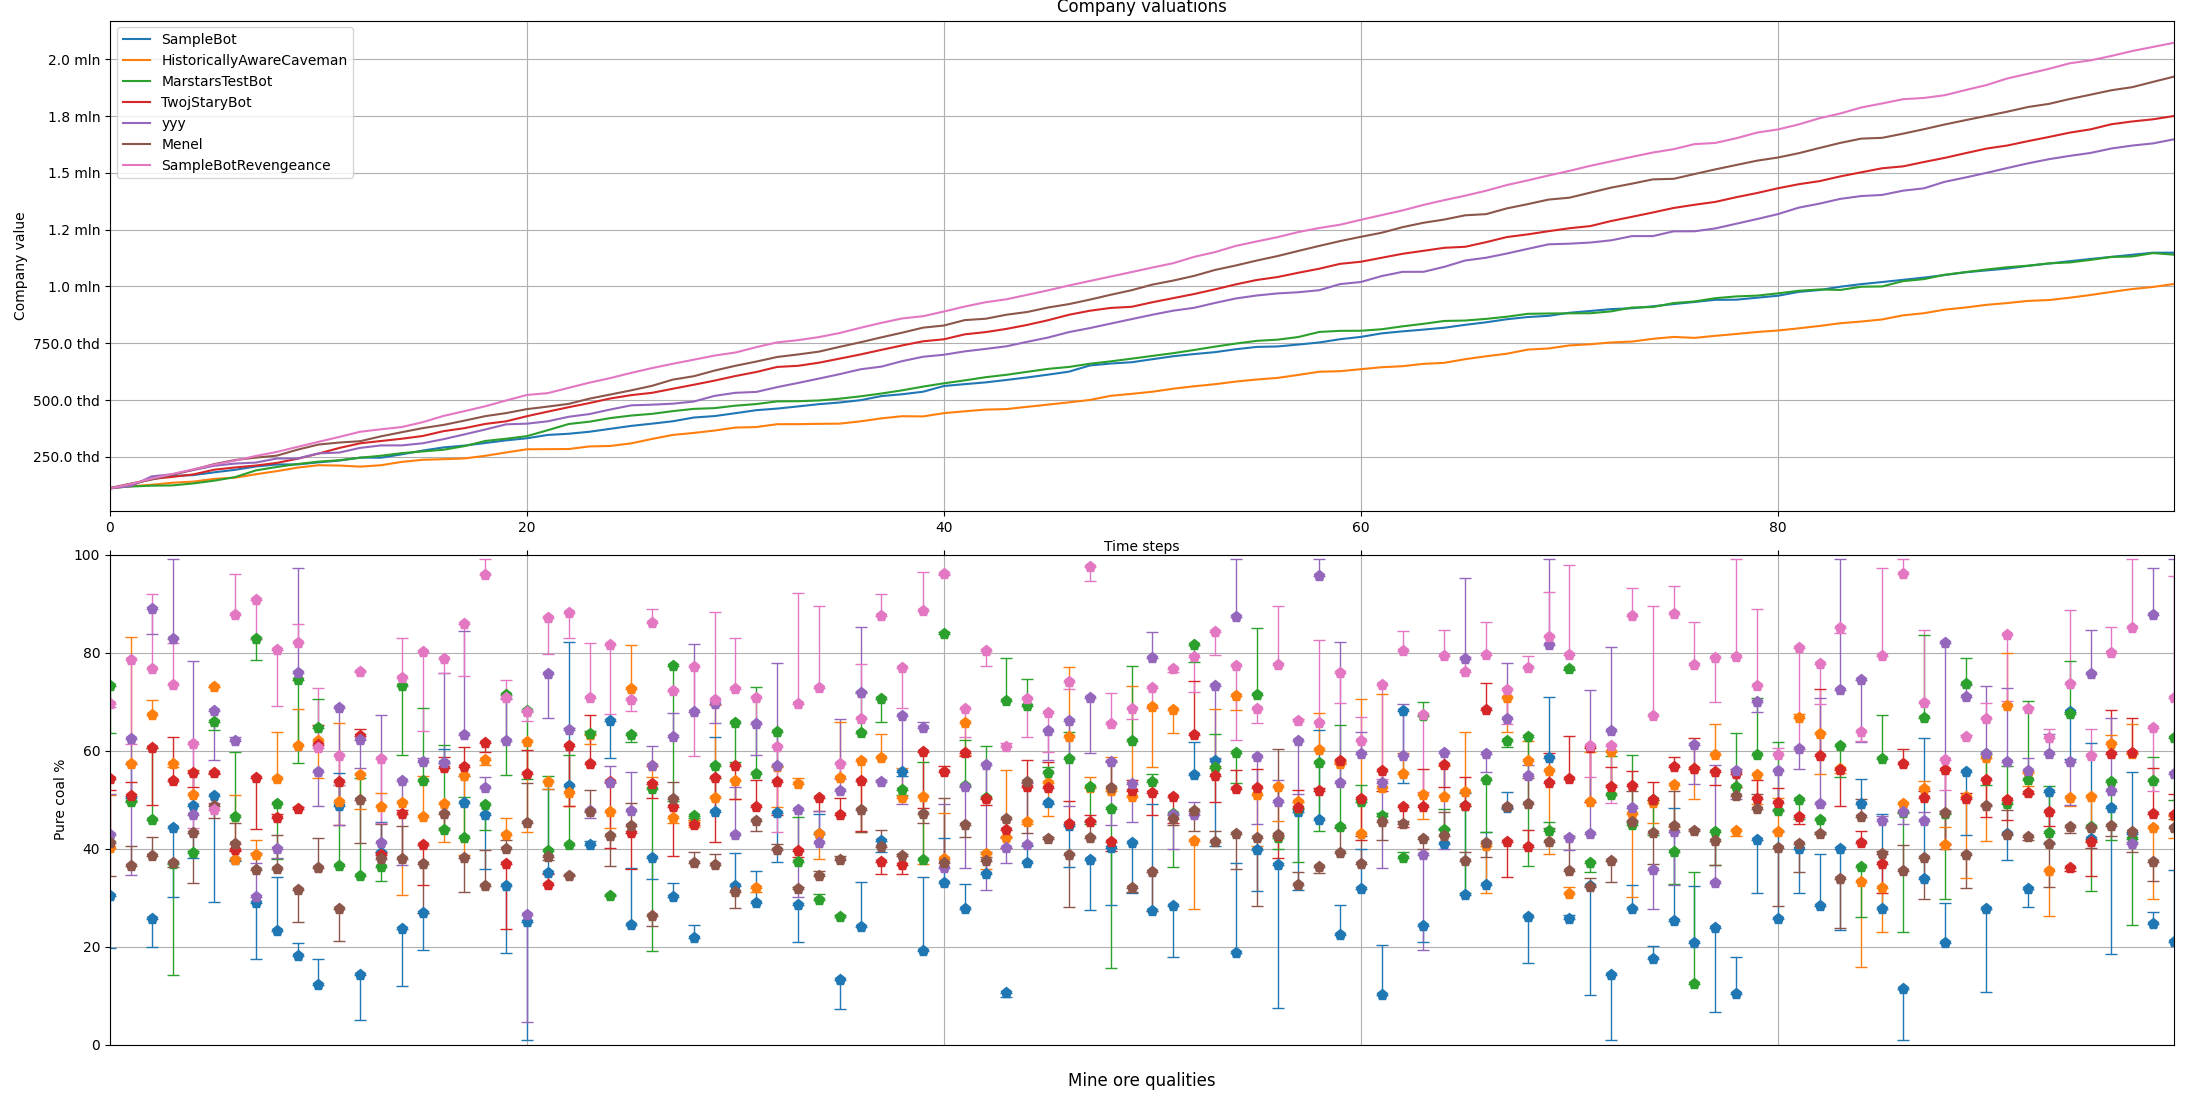 Company valuations
SampleBot
HistoricallyAwareCaveman
MarstarsTestBot
TwojStaryBot
yyy
Menel
SampleBotRevengeance
2.0 mln
1.8 mln
1.5 mln
1.2 mln
1.0 mln
750.0 thd
500.0 thd
250.0 thd
Company value
0 20 40 60 80
Time steps
100
80
60
40
20
0
Pure coal %
Mine ore qualities